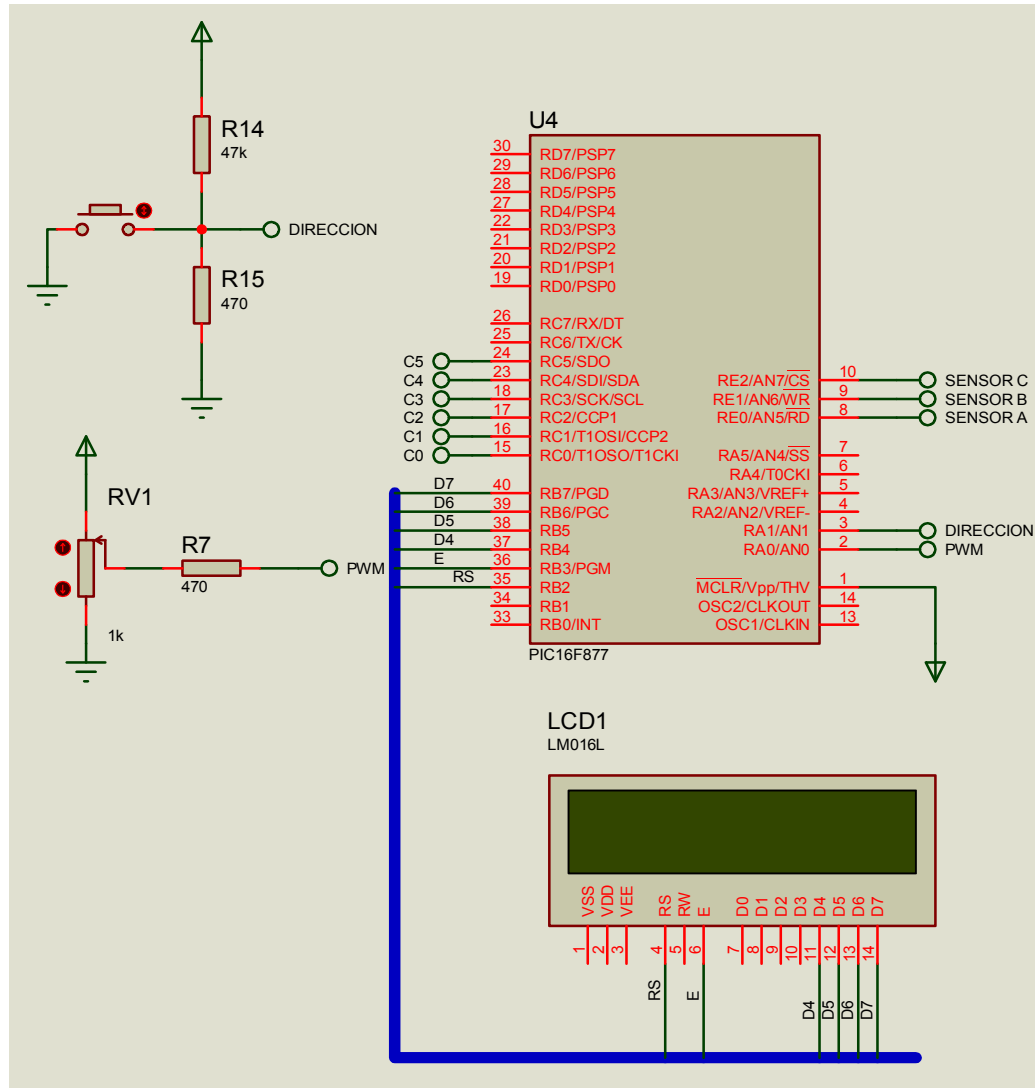 R14
47k
DIRECCION
R15
470
RV1
1k
R7
470
PWM
U4
30 RD7/PSP7
29 RD6/PSP6
28 RD5/PSP5
27 RD4/PSP4
22 RD3/PSP3
21 RD2/PSP2
20 RD1/PSP1
19 RD0/PSP0
26 RC7/RX/DT
25 RC6/TX/CK
C5 24 RC5/SDO
C4 23 RC4/SDI/SDA
C3 18 RC3/SCK/SCL
C2 17 RC2/CCP1
C1 16 RC1/T1OSI/CCP2
C0 15 RC0/T1OSO/T1CKI
D7 40 RB7/PGD
D6 39 RB6/PGC
D5 38 RB5
D4 37 RB4
E 36 RB3/PGM
RS 35 RB2
34 RB1
33 RB0/INT
RE2/AN7/CS 10 SENSOR C
RE1/AN6/WR 9 SENSOR B
RE0/AN5/RD 8 SENSOR A
RA5/AN4/SS 7
RA4/T0CKI 6
RA3/AN3/VREF+ 5
RA2/AN2/VREF- 4
RA1/AN1 3 DIRECCION
RA0/AN0 2 PWM
MCLR/Vpp/THV 1
OSC2/CLKOUT 14
OSC1/CLKIN 13
PIC16F877
LCD1
LM016L
VSS VDD VEE RS RW E D0 D1 D2 D3 D4 D5 D6 D7
1 2 3 4 5 6 7 8 9 10 11 12 13 14
RS E D4 D5 D6 D7